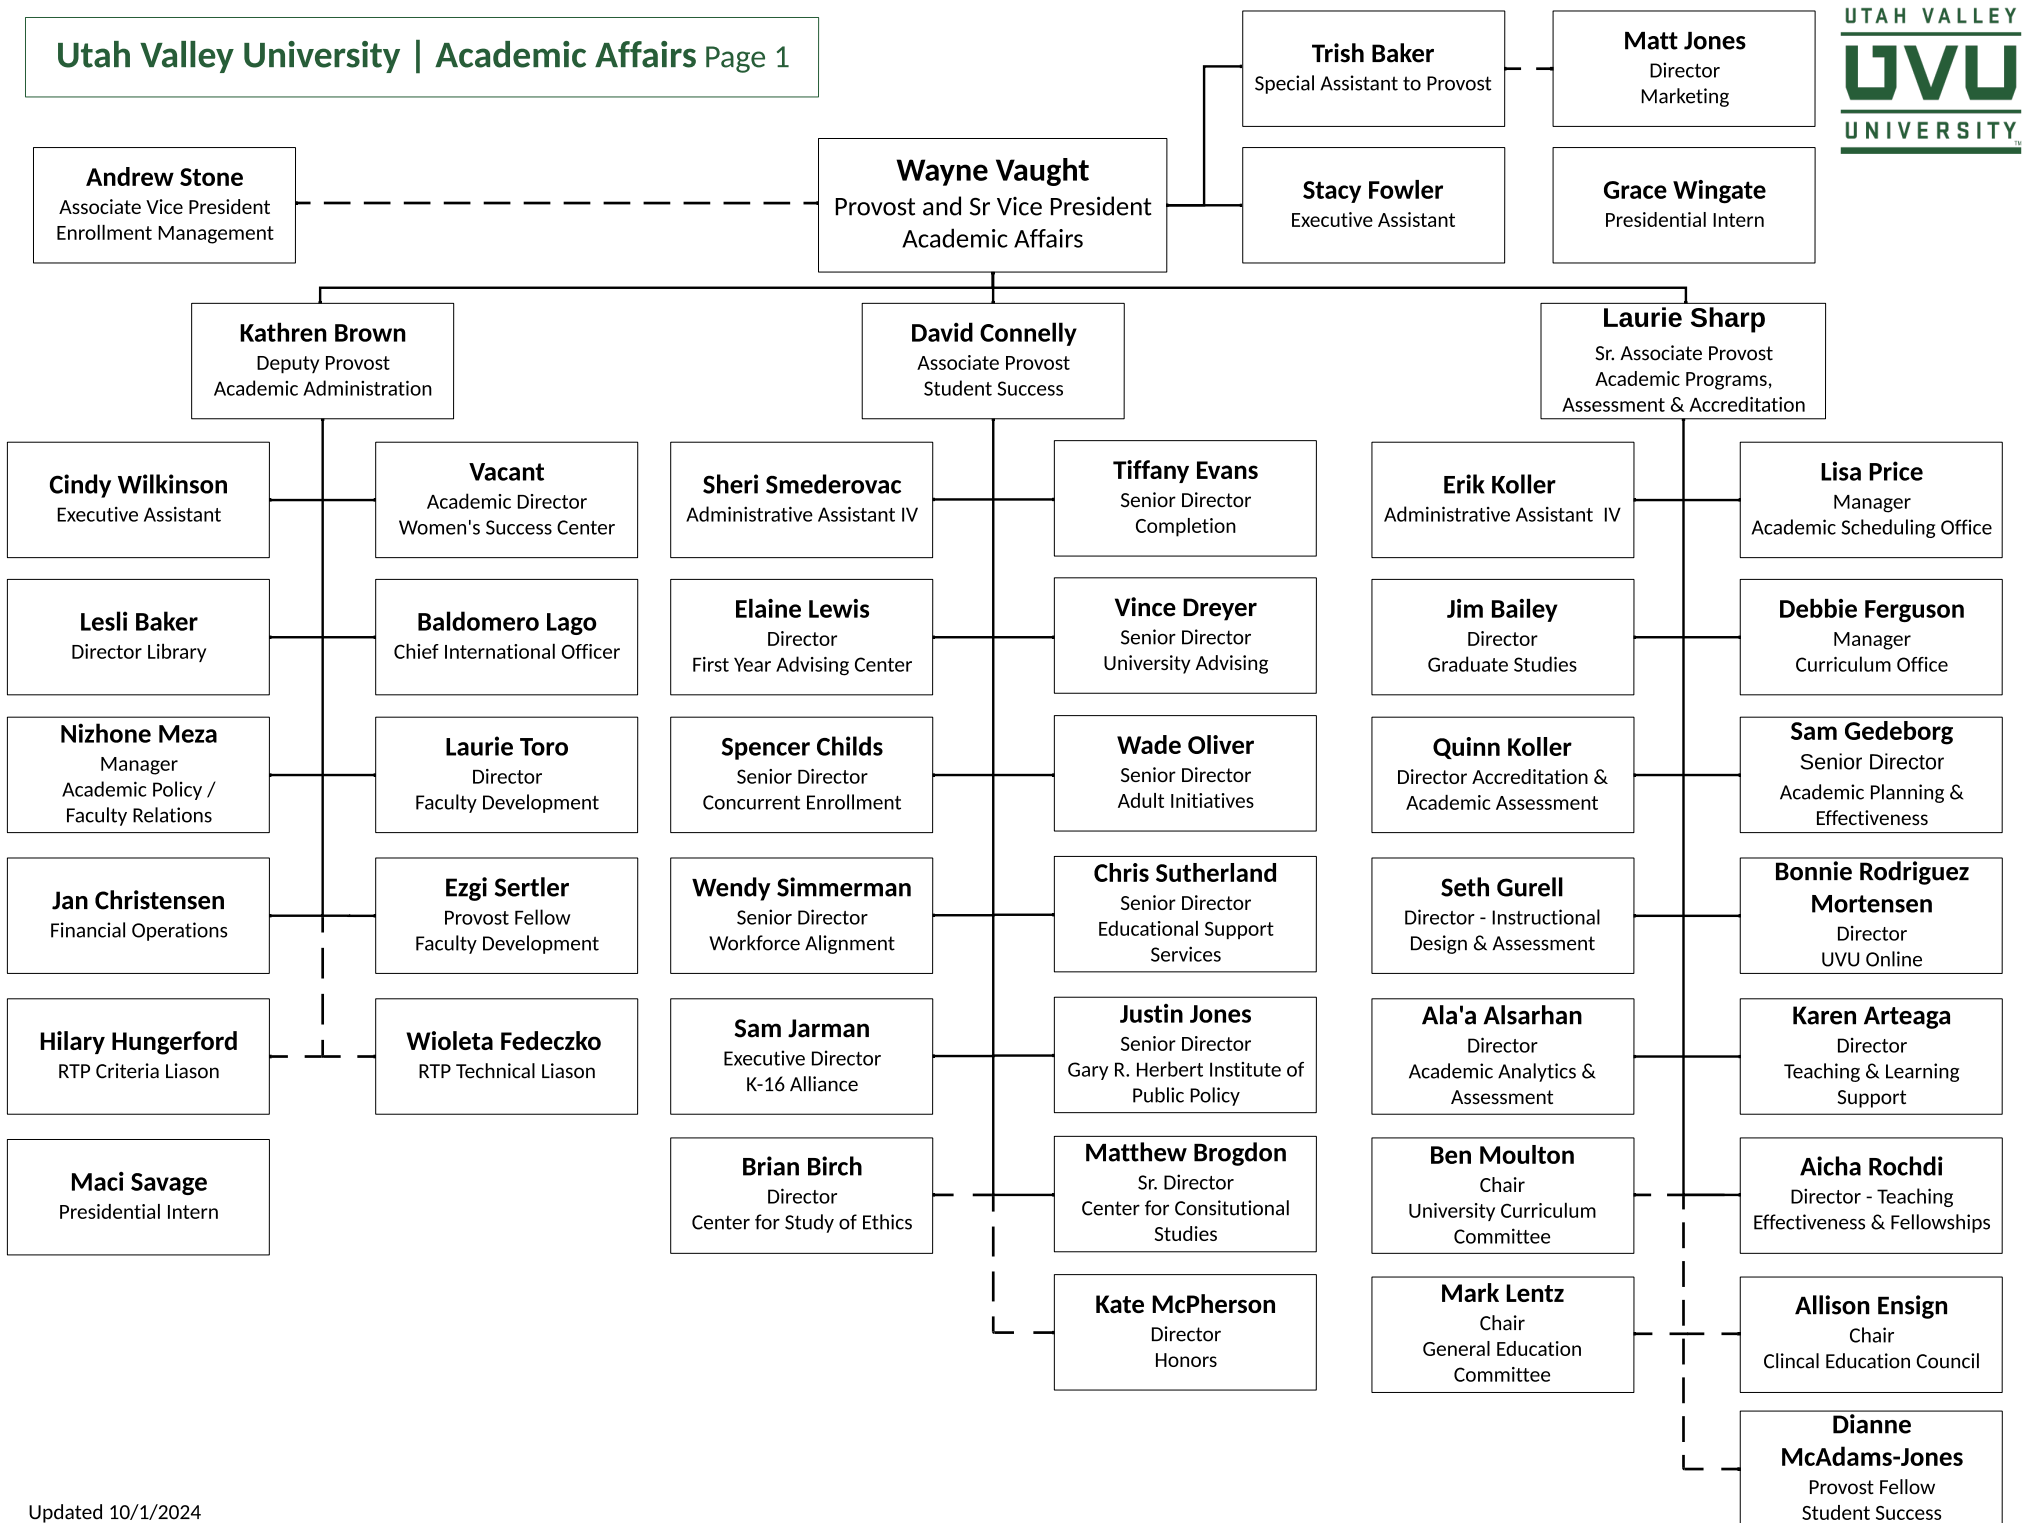 Utah Valley University | Academic Affairs Page 1
Trish Baker
Special Assistant to Provost
Matt Jones
Director
Marketing
UTAH VALLEY
UVU
UNIVERSITY
TM
Andrew Stone
Associate Vice President
Enrollment Management
Wayne Vaught
Provost and Sr Vice President
Academic Affairs
Stacy Fowler
Executive Assistant
Grace Wingate
Presidential Intern
Kathren Brown
Deputy Provost
Academic Administration
David Connelly
Associate Provost
Student Success
Laurie Sharp
Sr. Associate Provost
Academic Programs,
Assessment & Accreditation
Cindy Wilkinson
Executive Assistant
Vacant
Academic Director
Women's Success Center
Sheri Smederovac
Administrative Assistant IV
Tiffany Evans
Senior Director
Completion
Erik Koller
Administrative Assistant  IV
Lisa Price
Manager
Academic Scheduling Office
Lesli Baker
Director Library
Baldomero Lago
Chief International Officer
Elaine Lewis
Director
First Year Advising Center
Vince Dreyer
Senior Director
University Advising
Jim Bailey
Director
Graduate Studies
Debbie Ferguson
Manager
Curriculum Office
Nizhone Meza
Manager
Academic Policy /
Faculty Relations
Laurie Toro
Director
Faculty Development
Spencer Childs
Senior Director
Concurrent Enrollment
Wade Oliver
Senior Director
Adult Initiatives
Quinn Koller
Director Accreditation &
Academic Assessment
Sam Gedeborg
Senior Director
Academic Planning &
Effectiveness
Jan Christensen
Financial Operations
Ezgi Sertler
Provost Fellow
Faculty Development
Wendy Simmerman
Senior Director
Workforce Alignment
Chris Sutherland
Senior Director
Educational Support
Services
Seth Gurell
Director - Instructional
Design & Assessment
Bonnie Rodriguez
Mortensen
Director
UVU Online
Hilary Hungerford
RTP Criteria Liason
Wioleta Fedeczko
RTP Technical Liason
Sam Jarman
Executive Director
K-16 Alliance
Justin Jones
Senior Director
Gary R. Herbert Institute of
Public Policy
Ala'a Alsarhan
Director
Academic Analytics &
Assessment
Karen Arteaga
Director
Teaching & Learning
Support
Maci Savage
Presidential Intern
Brian Birch
Director
Center for Study of Ethics
Matthew Brogdon
Sr. Director
Center for Consitutional
Studies
Ben Moulton
Chair
University Curriculum
Committee
Aicha Rochdi
Director - Teaching
Effectiveness & Fellowships
Kate McPherson
Director
Honors
Mark Lentz
Chair
General Education
Committee
Allison Ensign
Chair
Clincal Education Council
Dianne
McAdams-Jones
Provost Fellow
Student Success
Updated 10/1/2024